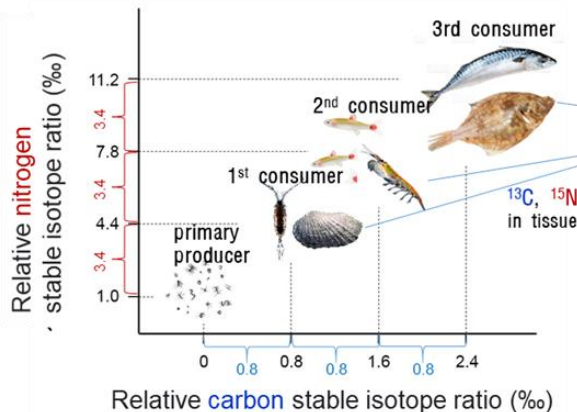 3rd consumer
11.2
2nd consumer
3.4
7.8
1st consumer
3.4
13C, 15N
in tissue
4.4
primary
producer
3.4
1.0
0 0.8 1.6 2.4
0.8 0.8 0.8
Relative nitrogen
stable isotope ratio (‰)
Relative carbon stable isotope ratio (‰)